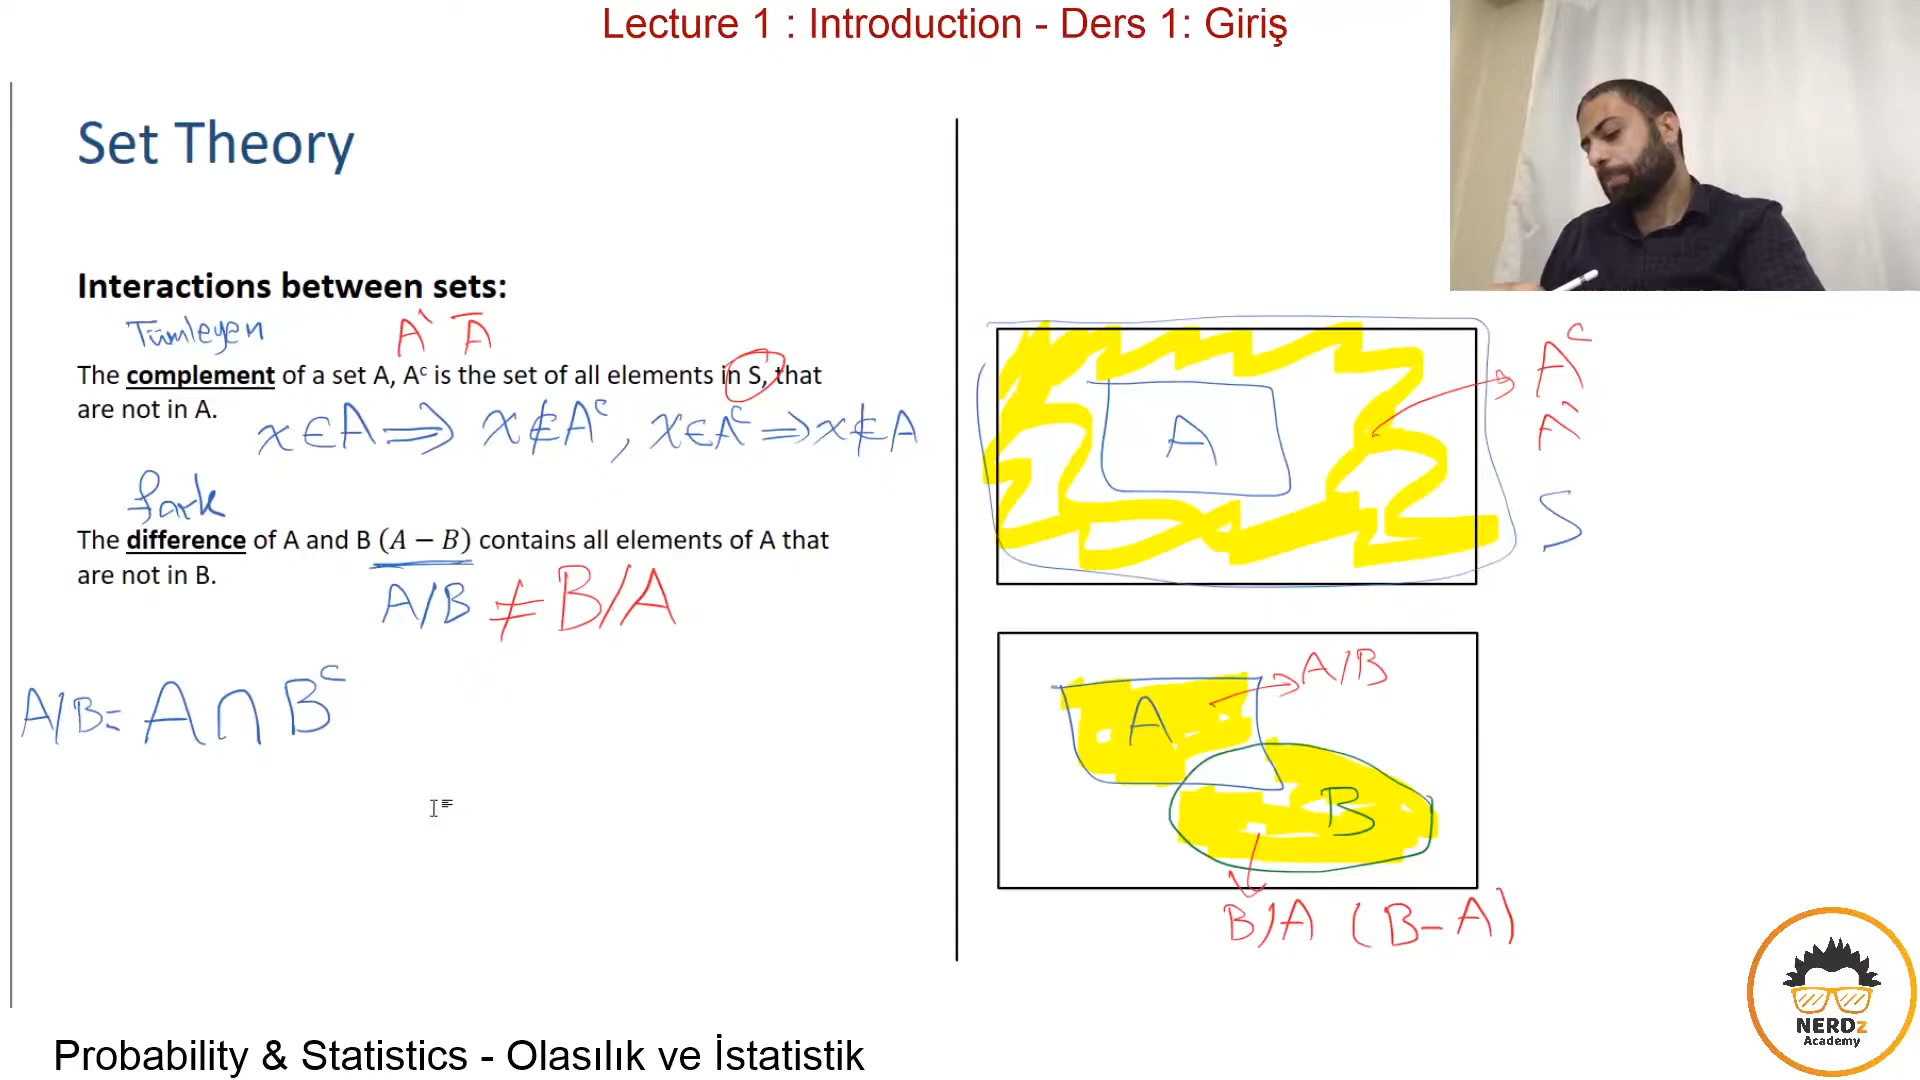 Lecture 1 : Introduction - Ders 1: Giriş
Set Theory
Interactions between sets:
Tümleyen A` A̅
The complement of a set A, Aᶜ is the set of all elements in S, that
are not in A.
x∈A ⟹ x∉Aᶜ, x∈Aᶜ ⟹ x∉A
fark
The difference of A and B (A − B) contains all elements of A that
are not in B.
A/B ≠ B/A
A/B = A∩Bᶜ
A
Aᶜ
A`
S
A/B
A
B
B/A (B-A)
NERDz
Academy
Probability & Statistics - Olasılık ve İstatistik